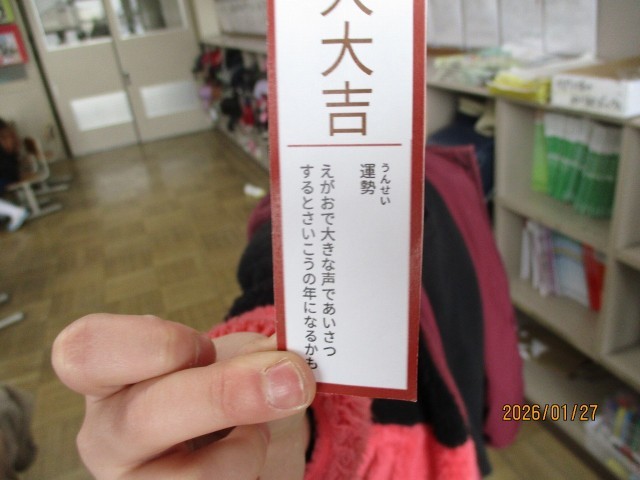 大大吉
運勢
うんせい
えがおで大きな声であいさつ
するとさいこうの年になるかも
2026/01/27